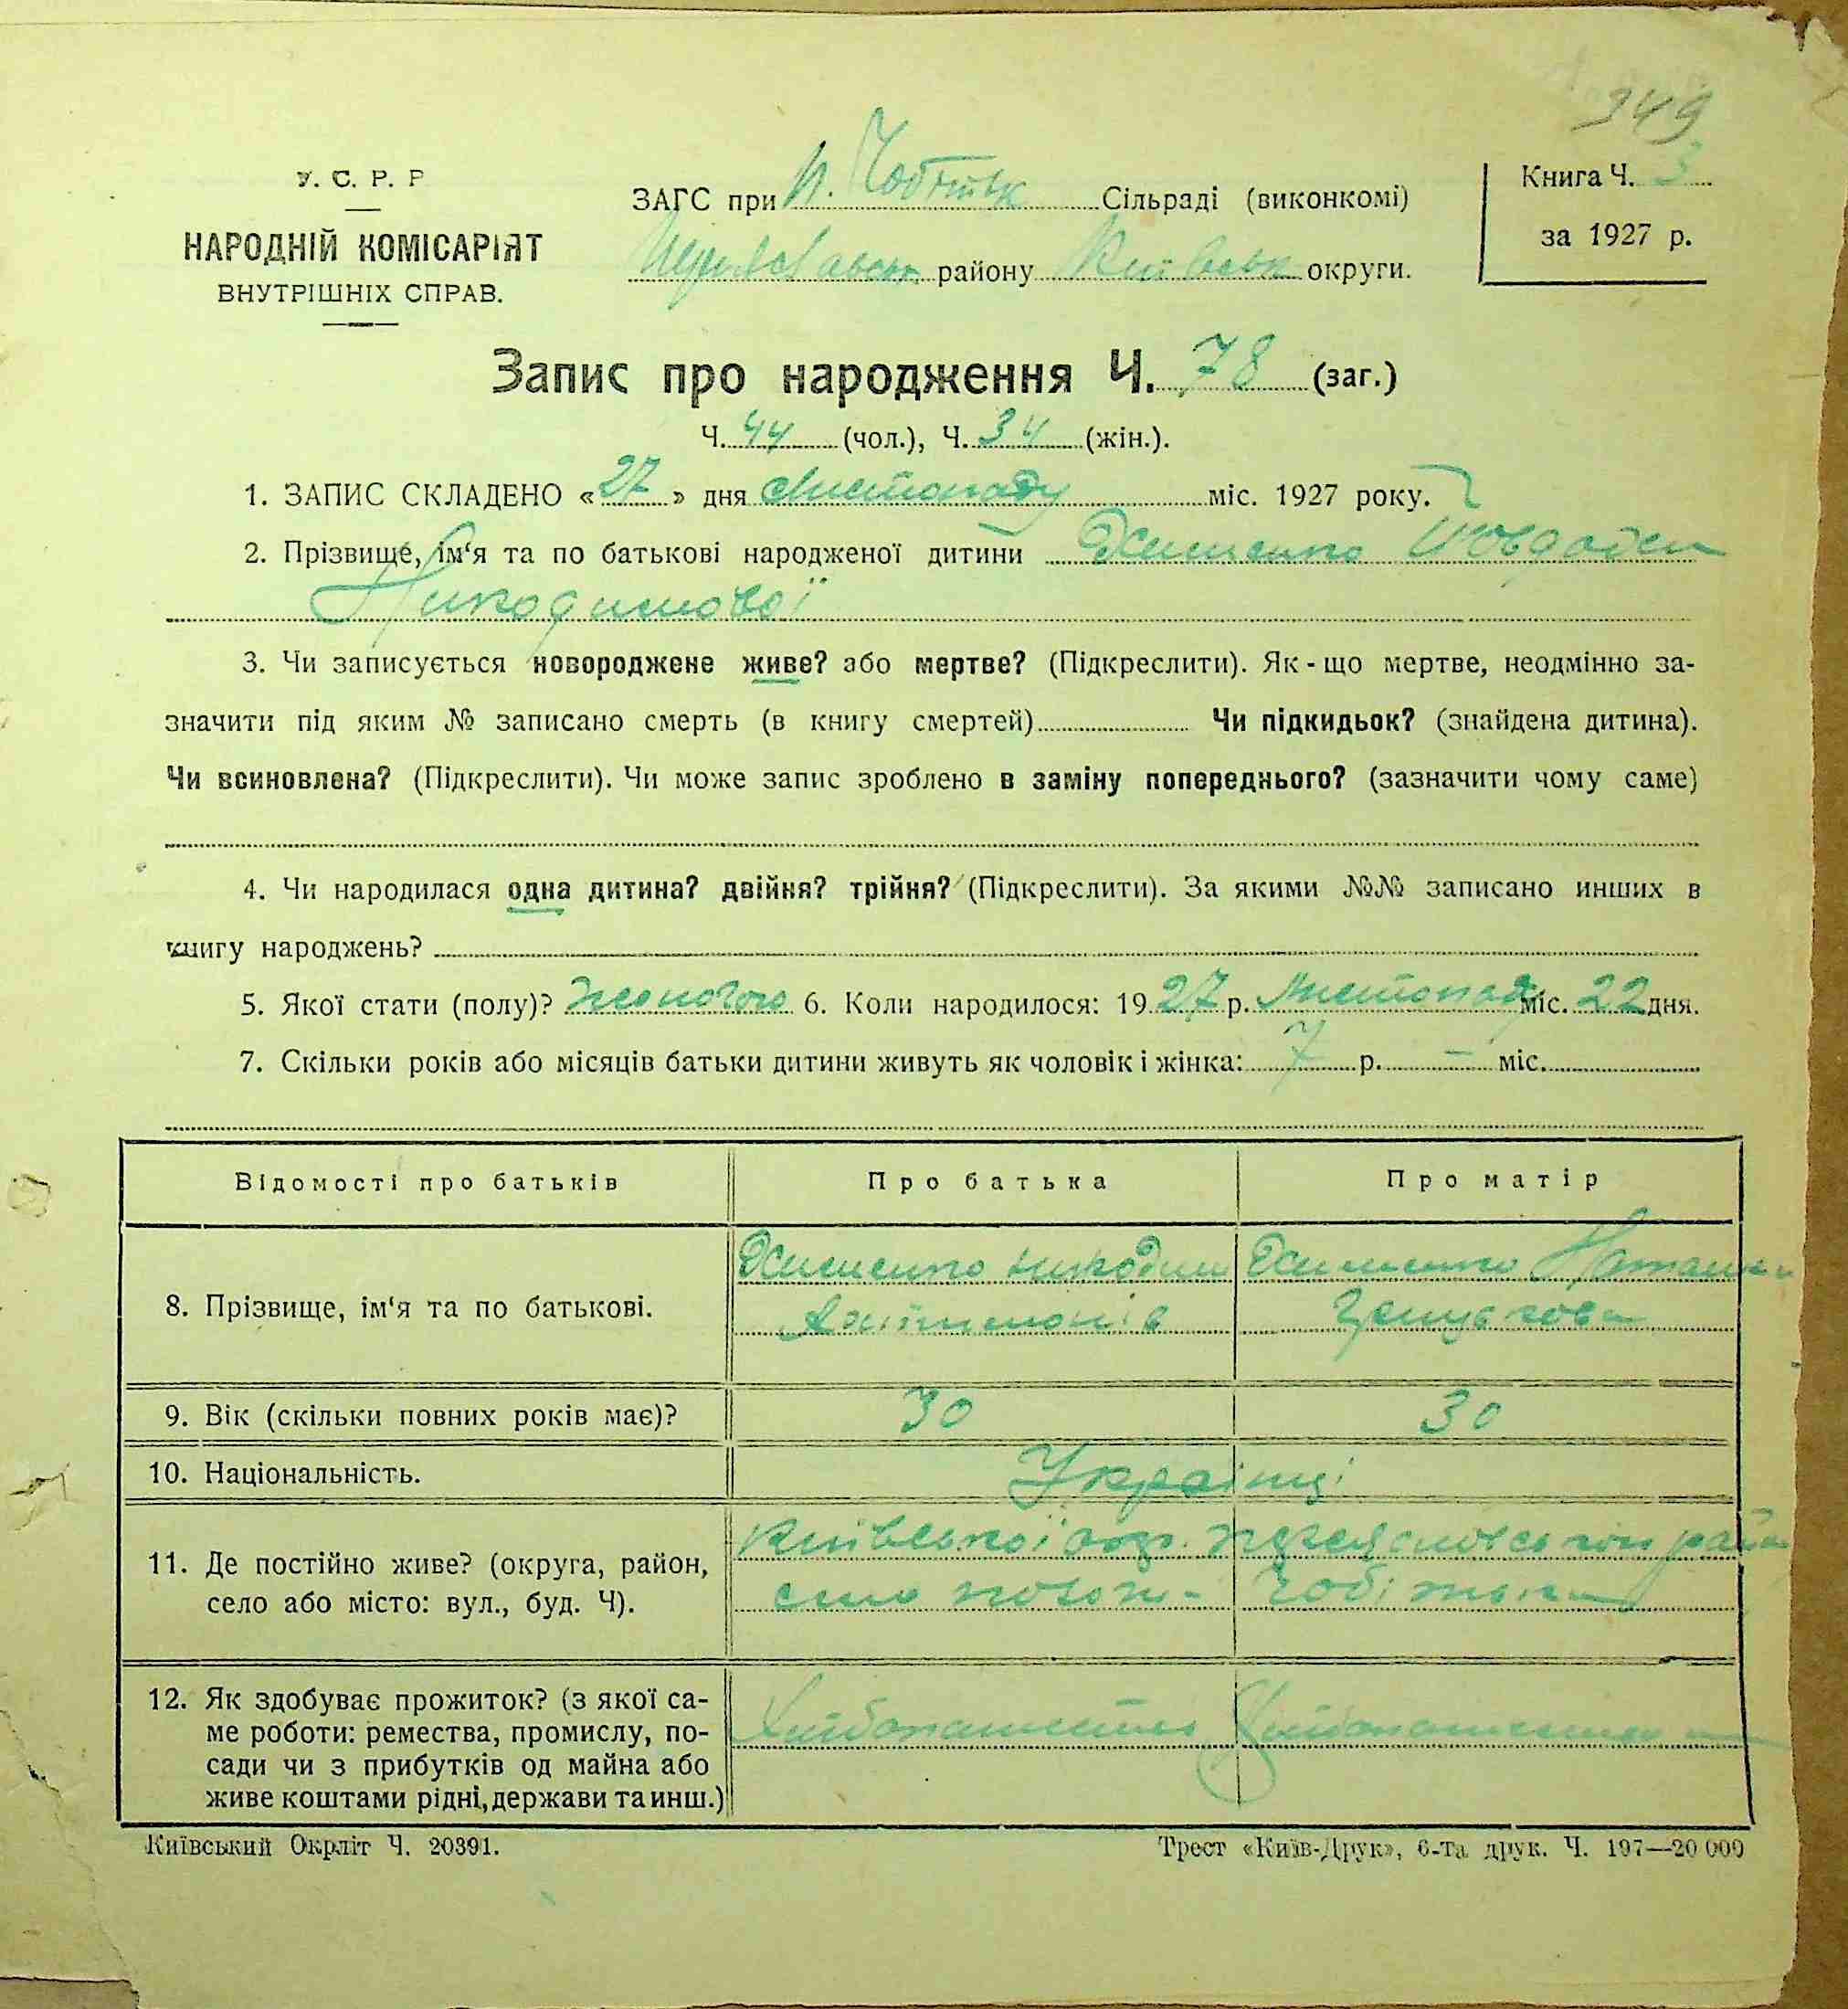 349
У. С. Р. Р
НАРОДНІЙ КОМІСАРІЯТ
ВНУТРІШНІХ СПРАВ.
ЗАГС при П. Чобітьк Сільраді (виконкомі)
району Київськ округи.
Книга Ч. 3
за 1927 р.
Запис про народження Ч. 78 (заг.)
Ч. 44 (чол.), Ч. 34 (жін.).
1. ЗАПИС СКЛАДЕНО «27» дня Листопаду міс. 1927 року.
2. Прізвище, ім‘я та по батькові народженої дитини
Никодимової
3. Чи записується новороджене живе? або мертве? (Підкреслити). Як-що мертве, неодмінно за-
значити під яким № записано смерть (в книгу смертей) Чи підкидьок? (знайдена дитина).
Чи всиновлена? (Підкреслити). Чи може запис зроблено в заміну попереднього? (зазначити чому саме)
4. Чи народилася одна дитина? двійня? трійня? (Підкреслити). За якими №№ записано инших в
книгу народжень?
5. Якої стати (полу)? 6. Коли народилося: 1927 р. Листопад міс. 22 дня.
7. Скільки років або місяців батьки дитини живуть як чоловік і жінка: 7 р. – міс.
Відомості про батьків Про батька Про матір
8. Прізвище, ім‘я та по батькові.
9. Вік (скільки повних років має)? 30 30
10. Національність. Українці
11. Де постійно живе? (округа, район,
село або місто: вул., буд. Ч).
Київської окр.
село
12. Як здобуває прожиток? (з якої са-
ме роботи: ремества, промислу, по-
сади чи з прибутків од майна або
живе коштами рідні, держави та инш.)
Київський Окрліт Ч. 20391.
Трест «Київ-Друк», 6-та друк. Ч. 197—20 000